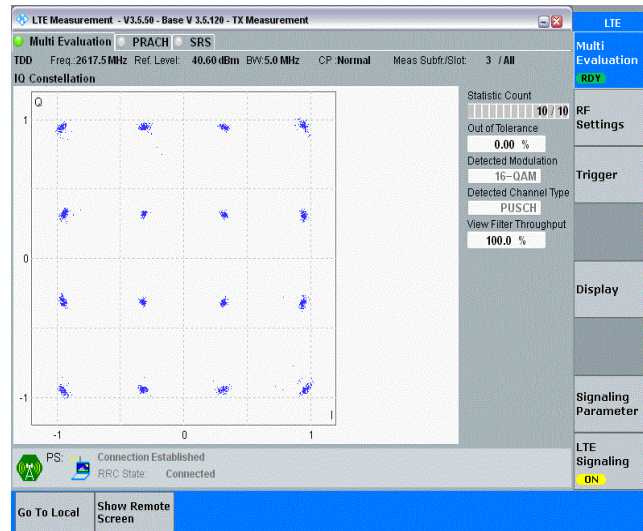 LTE Measurement - V3.5.50 - Base V 3.5.120 - TX Measurement
LTE
Multi Evaluation PRACH SRS
TDD Freq.:2617.5 MHz Ref. Level: 40.60 dBm BW:5.0 MHz CP :Normal Meas Subfr./Slot: 3 / All
IQ Constellation
Q
1
0
-1
-1 0 1
I
Statistic Count
10 / 10
Out of Tolerance
0.00 %
Detected Modulation
16-QAM
Detected Channel Type
PUSCH
View Filter Throughput
100.0 %
PS: Connection Established
RRC State: Connected
Multi
Evaluation
RDY
RF
Settings
Trigger
Display
Signaling
Parameter
LTE
Signaling
ON
Go To Local
Show Remote
Screen